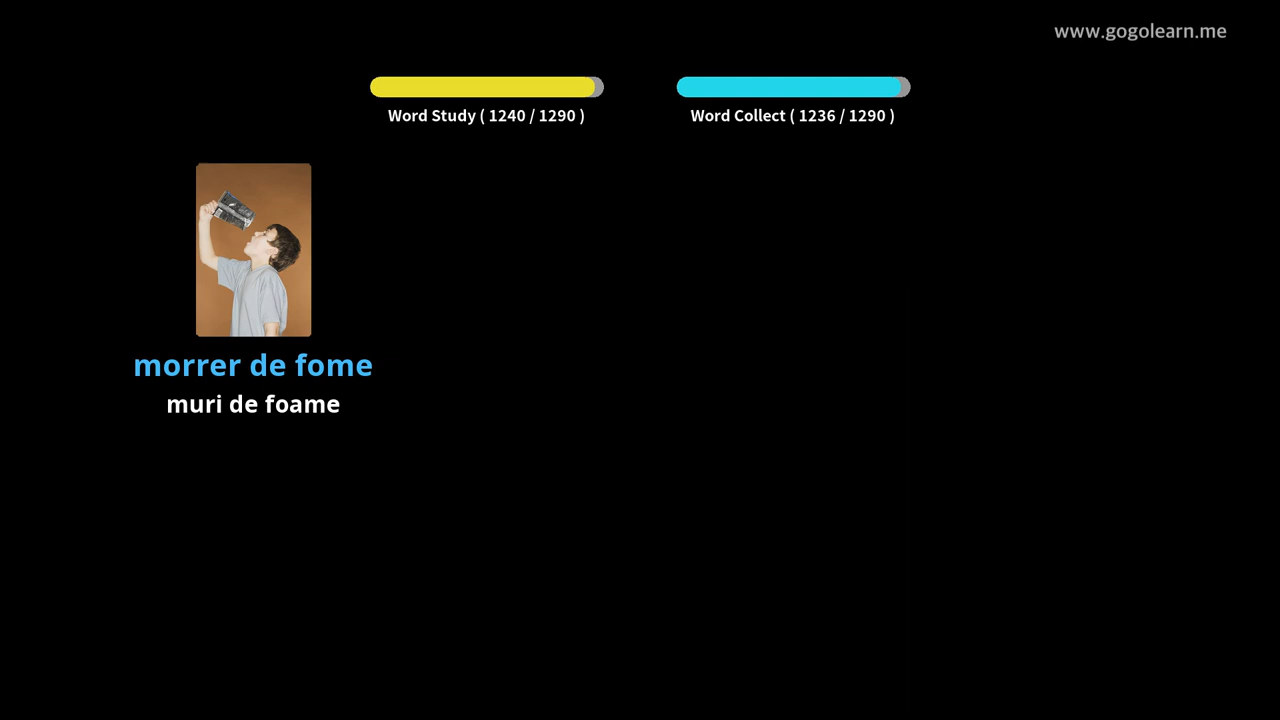 www.gogolearn.me
Word Study ( 1240 / 1290 )
Word Collect ( 1236 / 1290 )
morrer de fome
muri de foame